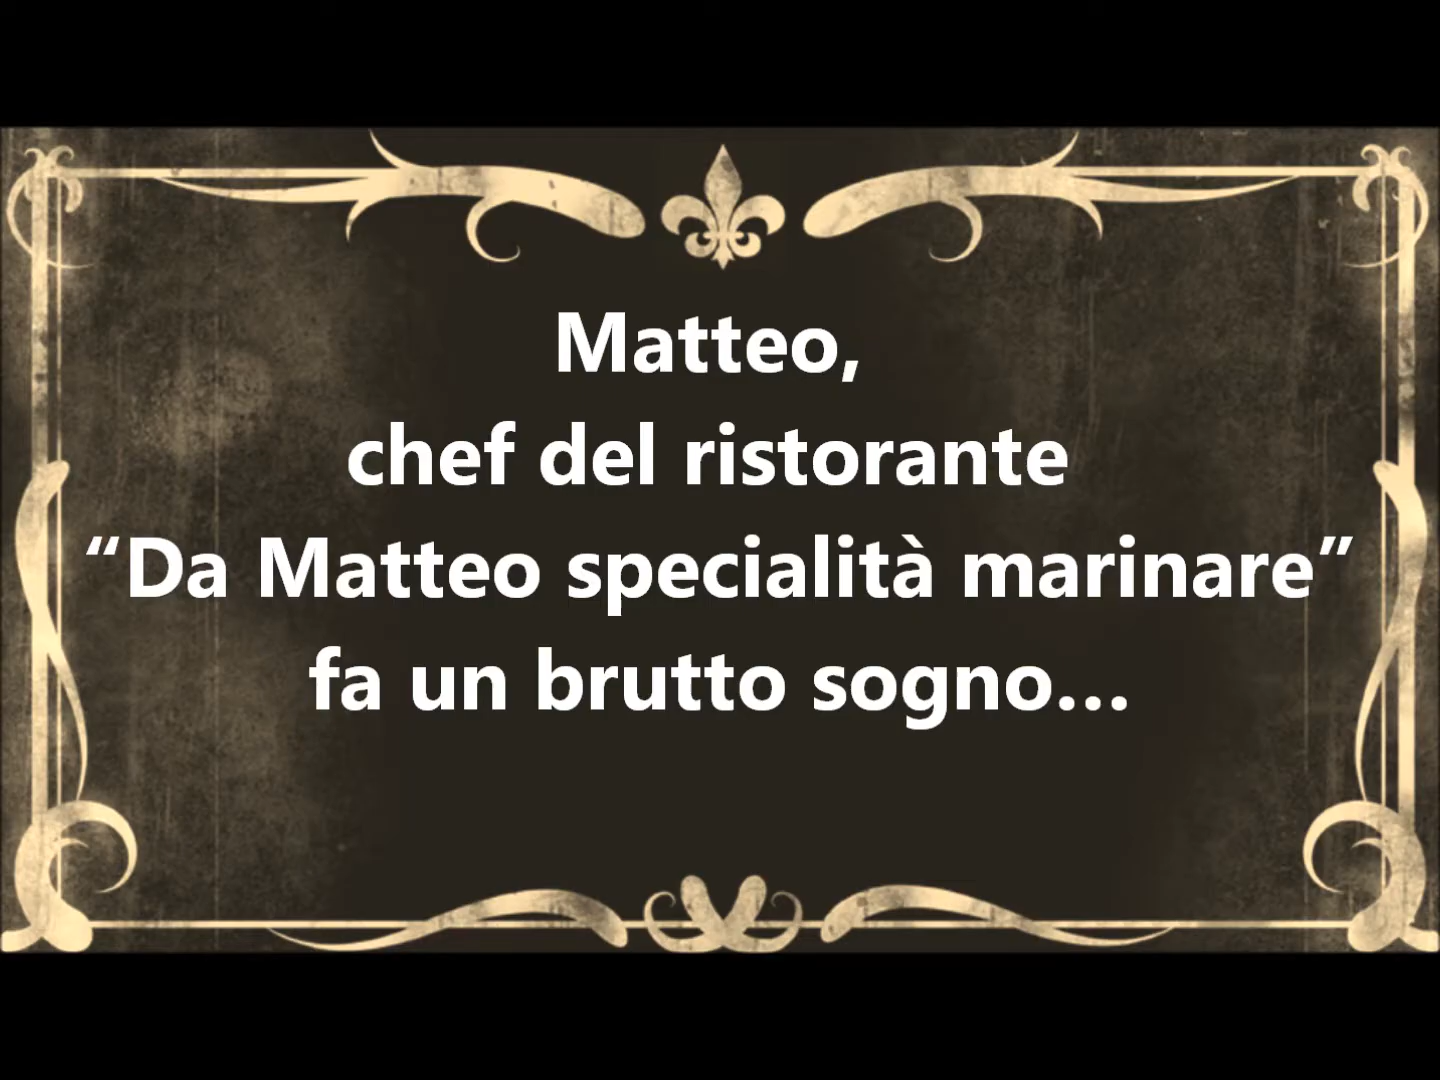 Matteo,
chef del ristorante
“Da Matteo specialità marinare”
fa un brutto sogno...